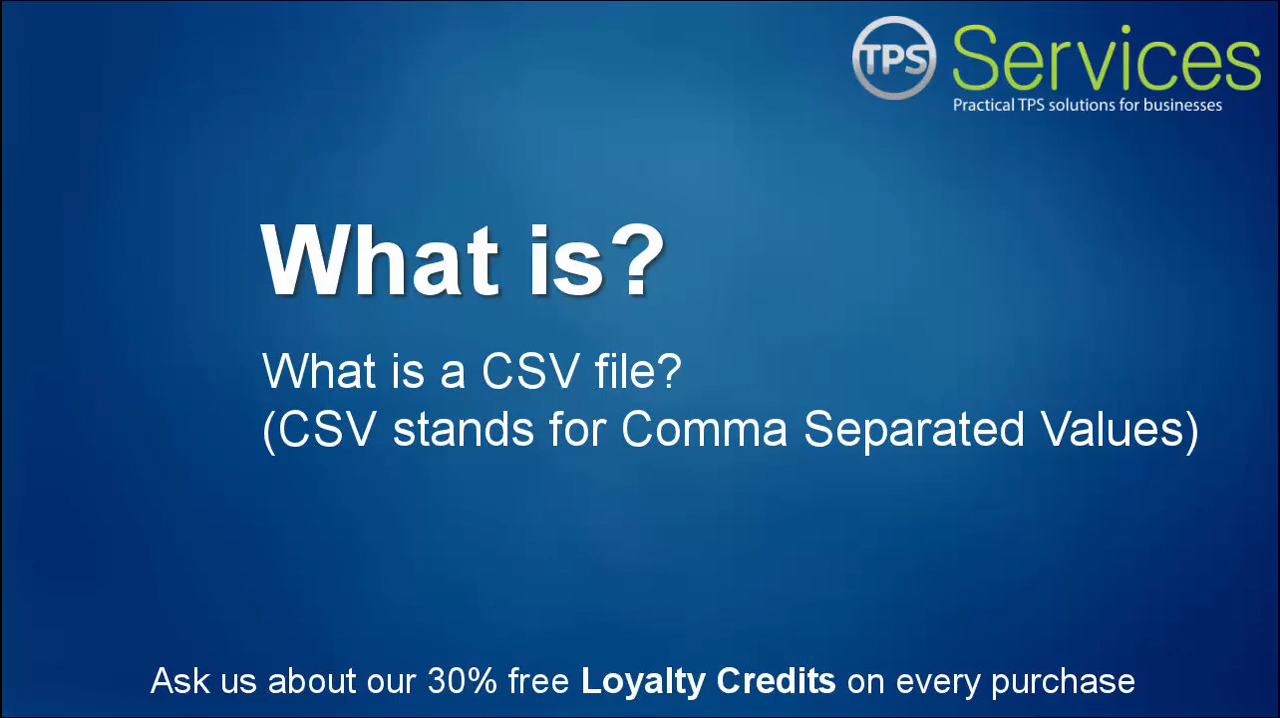 TPS Services
Practical TPS solutions for businesses
What is?
What is a CSV file?
(CSV stands for Comma Separated Values)
Ask us about our 30% free Loyalty Credits on every purchase